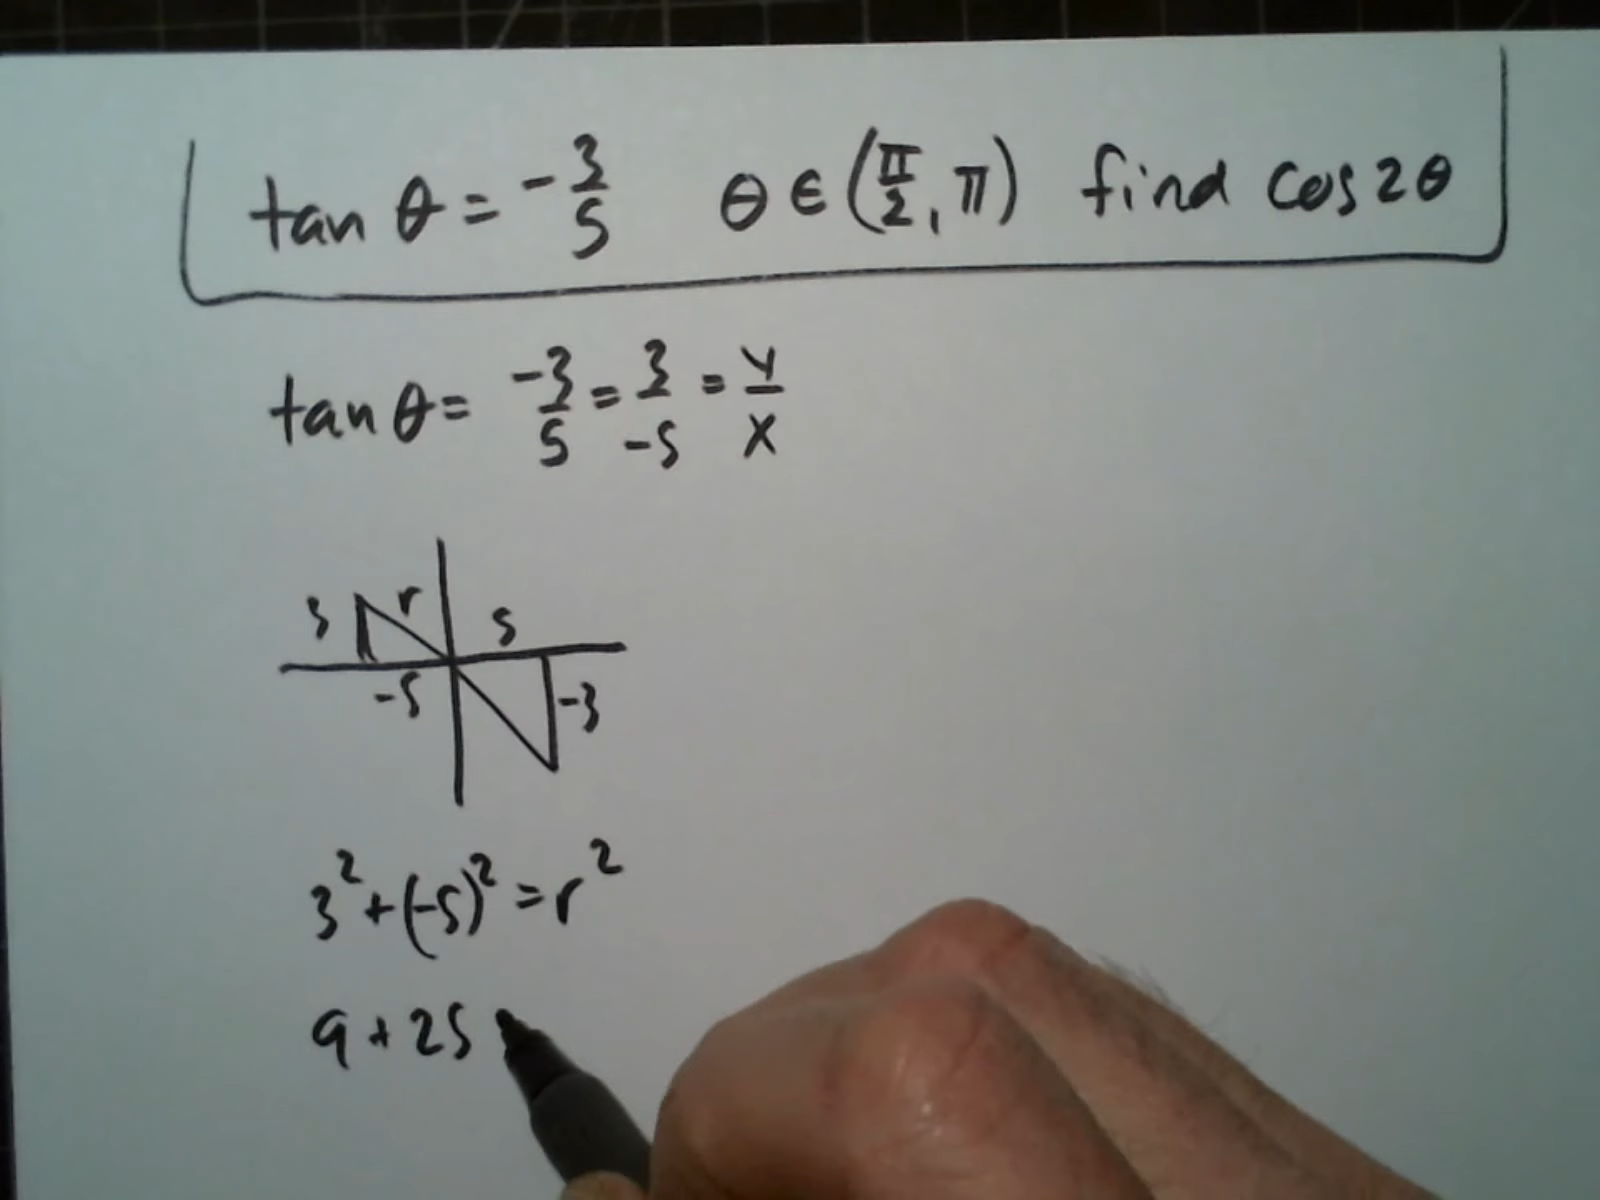 tan θ = -3/5 θ ∈ (π/2, π) find cos 2θ
tan θ = -3/5 = 3/-5 = y/x
3 r 5
-5 -3
3² + (-5)² = r²
9 + 25